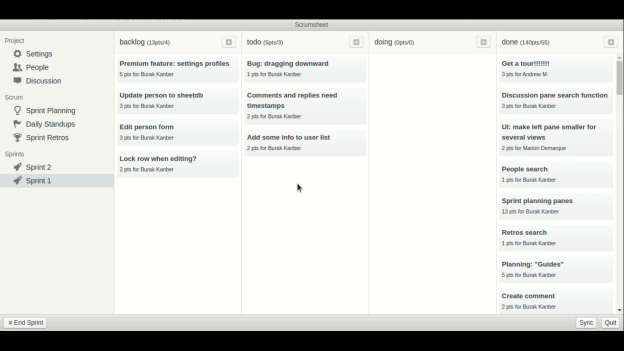 Scrumsheet
Project
Settings
People
Discussion
Scrum
Sprint Planning
Daily Standups
Sprint Retros
Sprints
Sprint 2
Sprint 1
backlog (13pts/4)
Premium feature: settings profiles
5 pts for Burak Kanber
Update person to sheetdb
3 pts for Burak Kanber
Edit person form
3 pts for Burak Kanber
Lock row when editing?
2 pts for Burak Kanber
todo (5pts/3)
Bug: dragging downward
1 pts for Burak Kanber
Comments and replies need
timestamps
2 pts for Burak Kanber
Add some info to user list
2 pts for Burak Kanber
doing (0pts/0)
done (140pts/55)
Get a tour!!!!!!!
3 pts for Andrew M
Discussion pane search function
3 pts for Burak Kanber
UI: make left pane smaller for
several views
2 pts for Marion Demarque
People search
1 pts for Burak Kanber
Sprint planning panes
13 pts for Burak Kanber
Retros search
1 pts for Burak Kanber
Planning: "Guides"
5 pts for Burak Kanber
Create comment
2 pts for Burak Kanber
x End Sprint
Sync
Quit